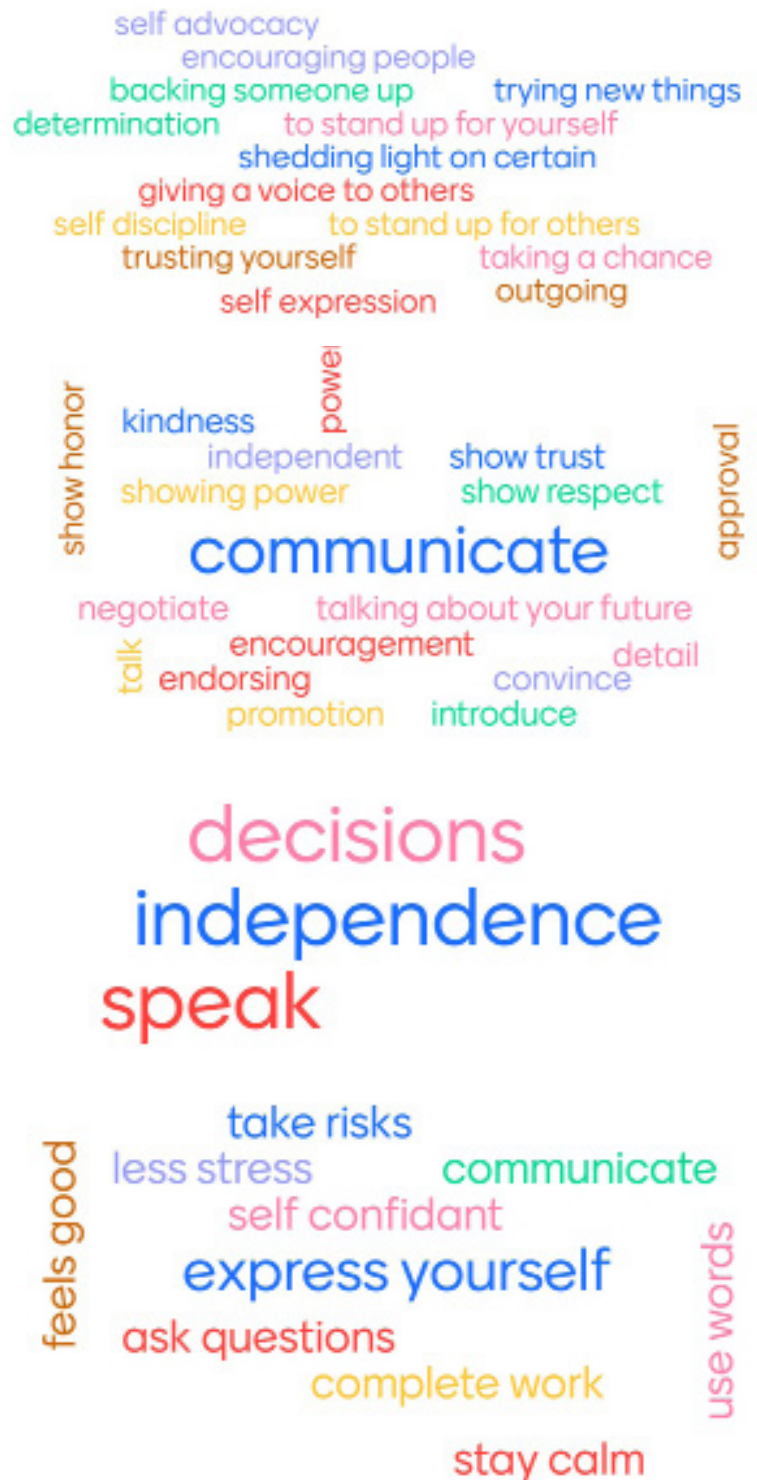 self advocacy
encouraging people
backing someone up trying new things
determination to stand up for yourself
shedding light on certain
giving a voice to others
self discipline to stand up for others
trusting yourself taking a chance
self expression outgoing
powe
show honor
kindness
independent show trust
approval
showing power show respect
communicate
negotiate talking about your future
encouragement detail
talk
endorsing convince
promotion introduce
decisions
independence
speak
take risks
feels good
less stress communicate
self confidant
use words
express yourself
ask questions
complete work
stay calm